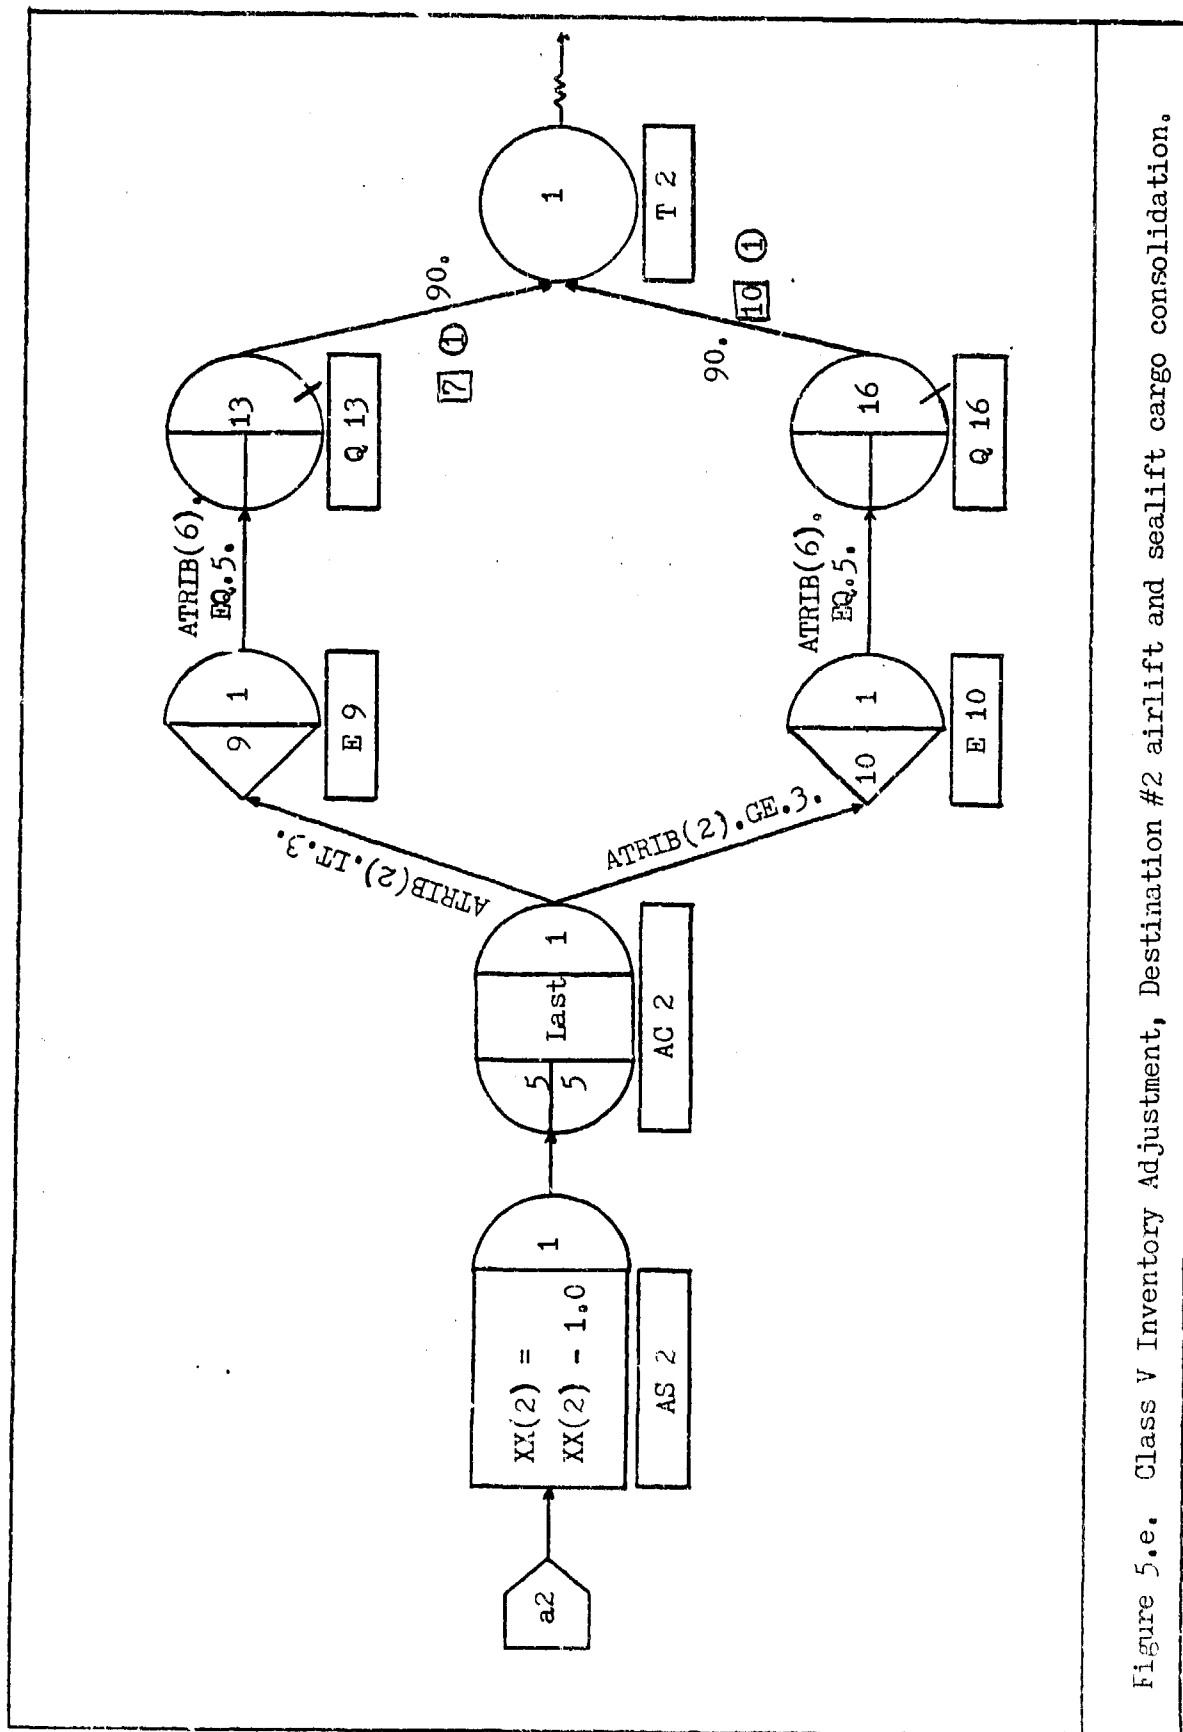 a2
XX(2) =
XX(2) - 1.0
1
AS 2
5
5
Last
1
AC 2
ATRIB(2).LT.3.
ATRIB(2).GE.3.
9
1
E 9
ATRIB(6).
EQ.5.
13
Q 13
7 1
90.
10
1
E 10
ATRIB(6).
EQ.5.
16
Q 16
90.
10 1
1
T 2
Figure 5.e. Class V Inventory Adjustment, Destination #2 airlift and sealift cargo consolidation.